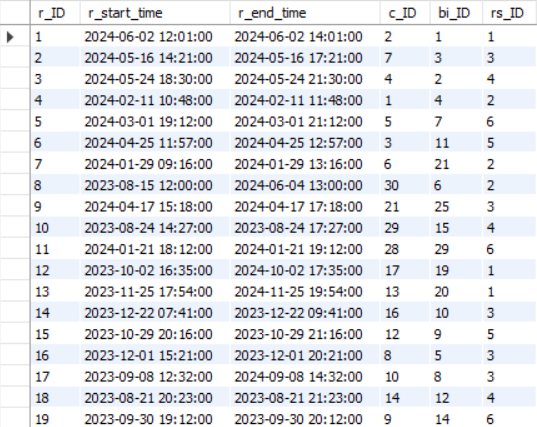 r_ID r_start_time r_end_time c_ID bi_ID rs_ID
1 2024-06-02 12:01:00 2024-06-02 14:01:00 2 1 1
2 2024-05-16 14:21:00 2024-05-16 17:21:00 7 3 3
3 2024-05-24 18:30:00 2024-05-24 21:30:00 4 2 4
4 2024-02-11 10:48:00 2024-02-11 11:48:00 1 4 2
5 2024-03-01 19:12:00 2024-03-01 21:12:00 5 7 6
6 2024-04-25 11:57:00 2024-04-25 12:57:00 3 11 5
7 2024-01-29 09:16:00 2024-01-29 13:16:00 6 21 2
8 2023-08-15 12:00:00 2024-06-04 13:00:00 30 6 2
9 2024-04-17 15:18:00 2024-04-17 17:18:00 21 25 3
10 2023-08-24 14:27:00 2023-08-24 17:27:00 29 15 4
11 2024-01-21 18:12:00 2024-01-21 19:12:00 28 29 6
12 2023-10-02 16:35:00 2024-10-02 17:35:00 17 19 1
13 2023-11-25 17:54:00 2024-11-25 19:54:00 13 20 1
14 2023-12-22 07:41:00 2023-12-22 09:41:00 16 10 3
15 2023-10-29 20:16:00 2023-10-29 21:16:00 12 9 5
16 2023-12-01 15:21:00 2023-12-01 20:21:00 8 5 3
17 2023-09-08 12:32:00 2024-09-08 14:32:00 10 8 3
18 2023-08-21 20:23:00 2023-08-21 21:23:00 14 12 4
19 2023-09-30 19:12:00 2023-09-30 20:12:00 9 14 6